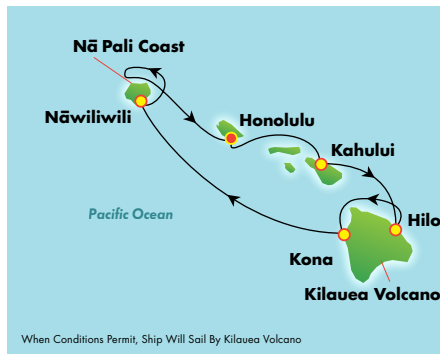 Nā Pali Coast
Nāwiliwili
Honolulu
Kahului
Pacific Ocean
Hilo
Kona
Kilauea Volcano
When Conditions Permit, Ship Will Sail By Kilauea Volcano